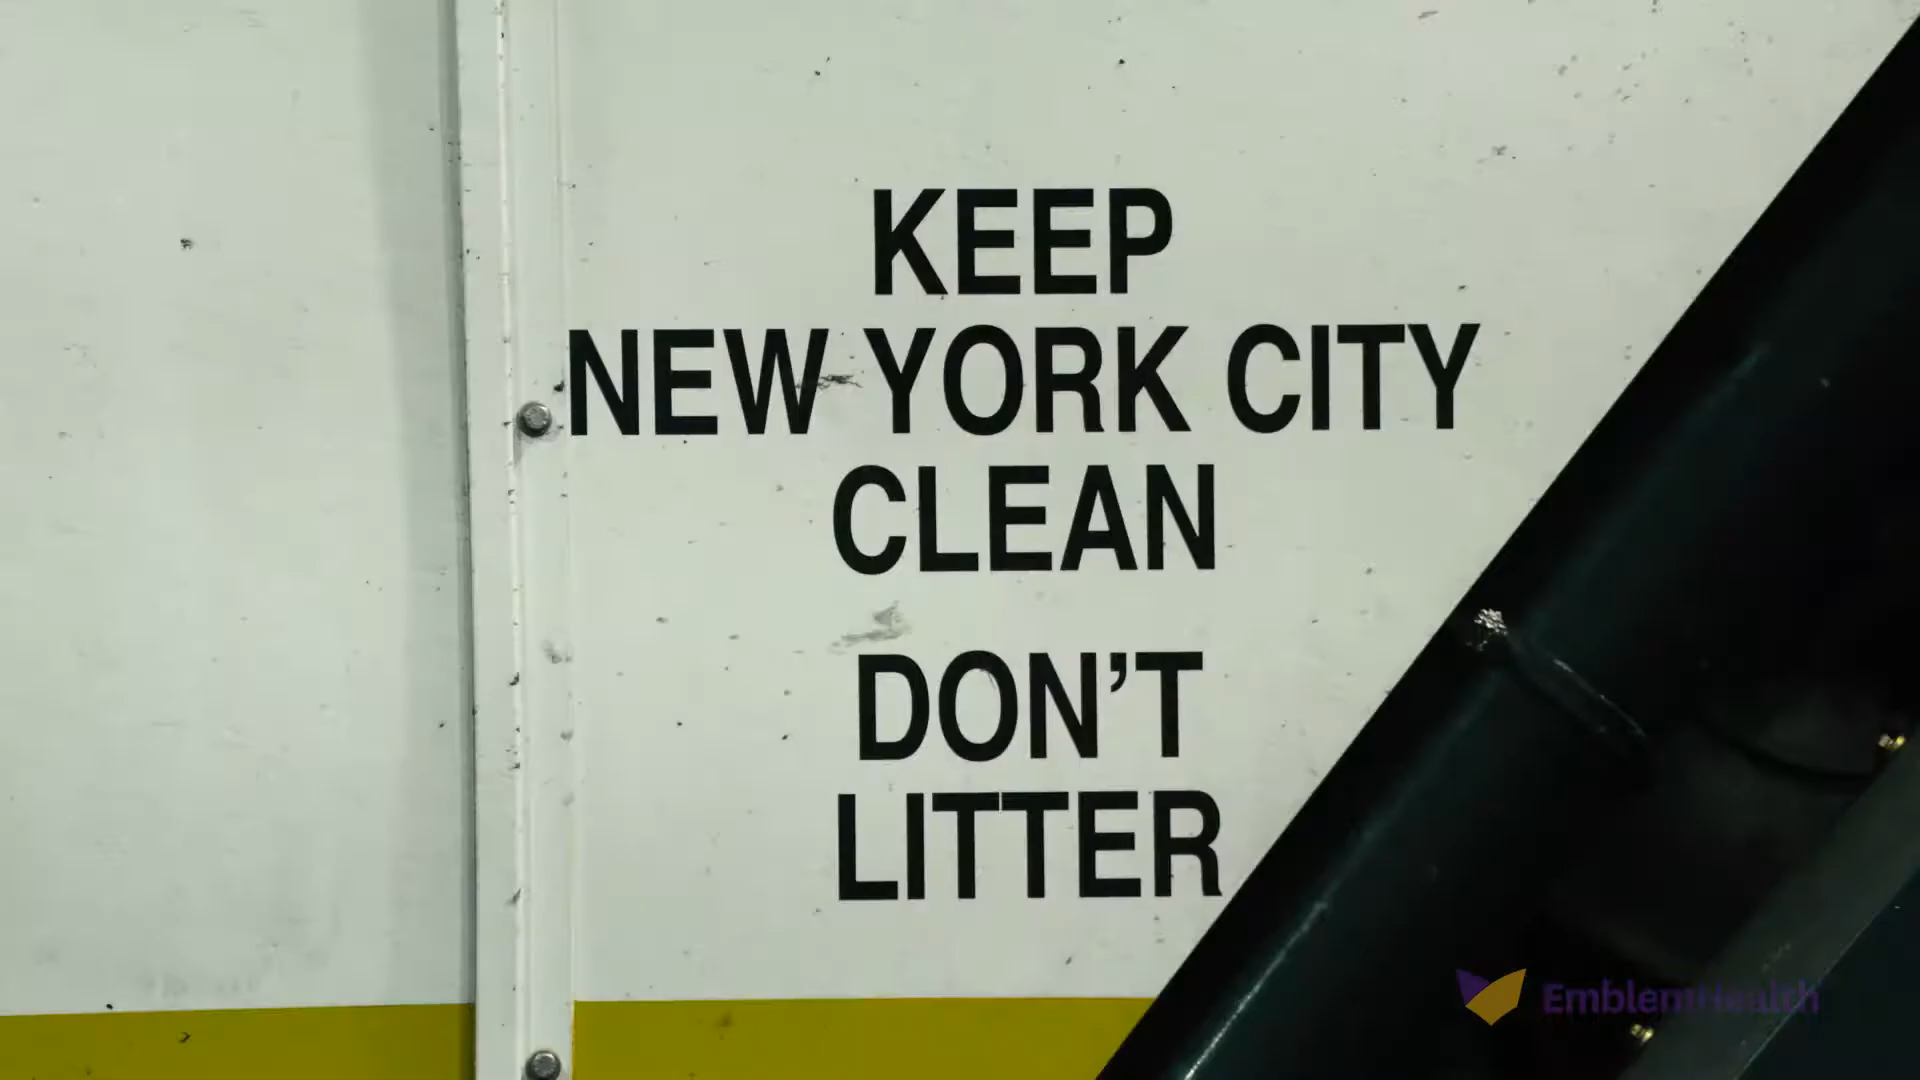 KEEP
NEW YORK CITY
CLEAN
DON’T
LITTER
EmblemHealth